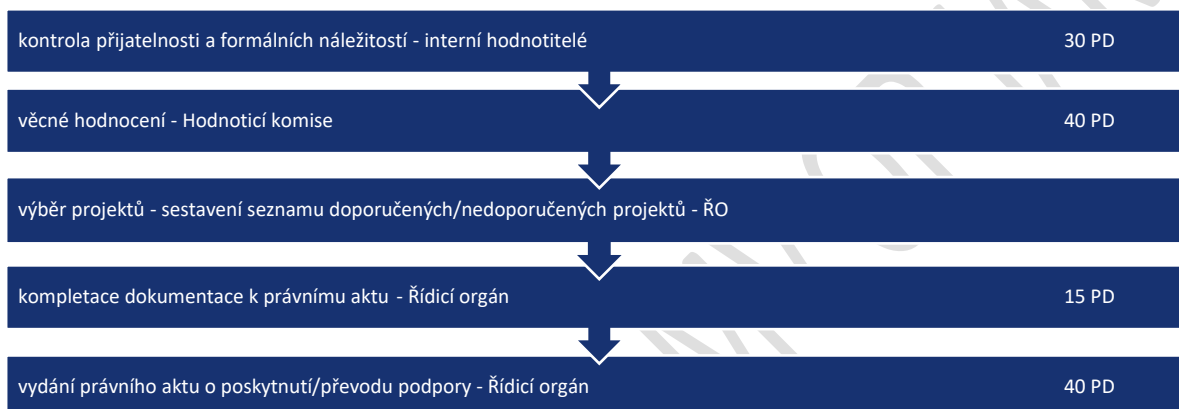 kontrola přijatelnosti a formálních náležitostí - interní hodnotitelé 30 PD
věcné hodnocení - Hodnoticí komise 40 PD
výběr projektů - sestavení seznamu doporučených/nedoporučených projektů - ŘO
kompletace dokumentace k právnímu aktu - Řídicí orgán 15 PD
vydání právního aktu o poskytnutí/převodu podpory - Řídicí orgán 40 PD